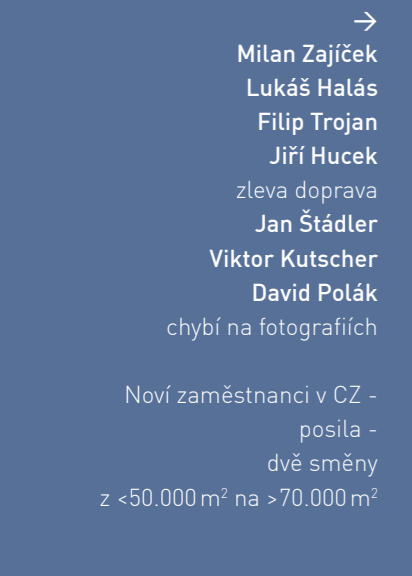 →
Milan Zajíček
Lukáš Halás
Filip Trojan
Jiří Hucek
zleva doprava
Jan Štádler
Viktor Kutscher
David Polák
chybí na fotografiích
Noví zaměstnanci v CZ -
posila -
dvě směny
z <50.000 m² na >70.000 m²